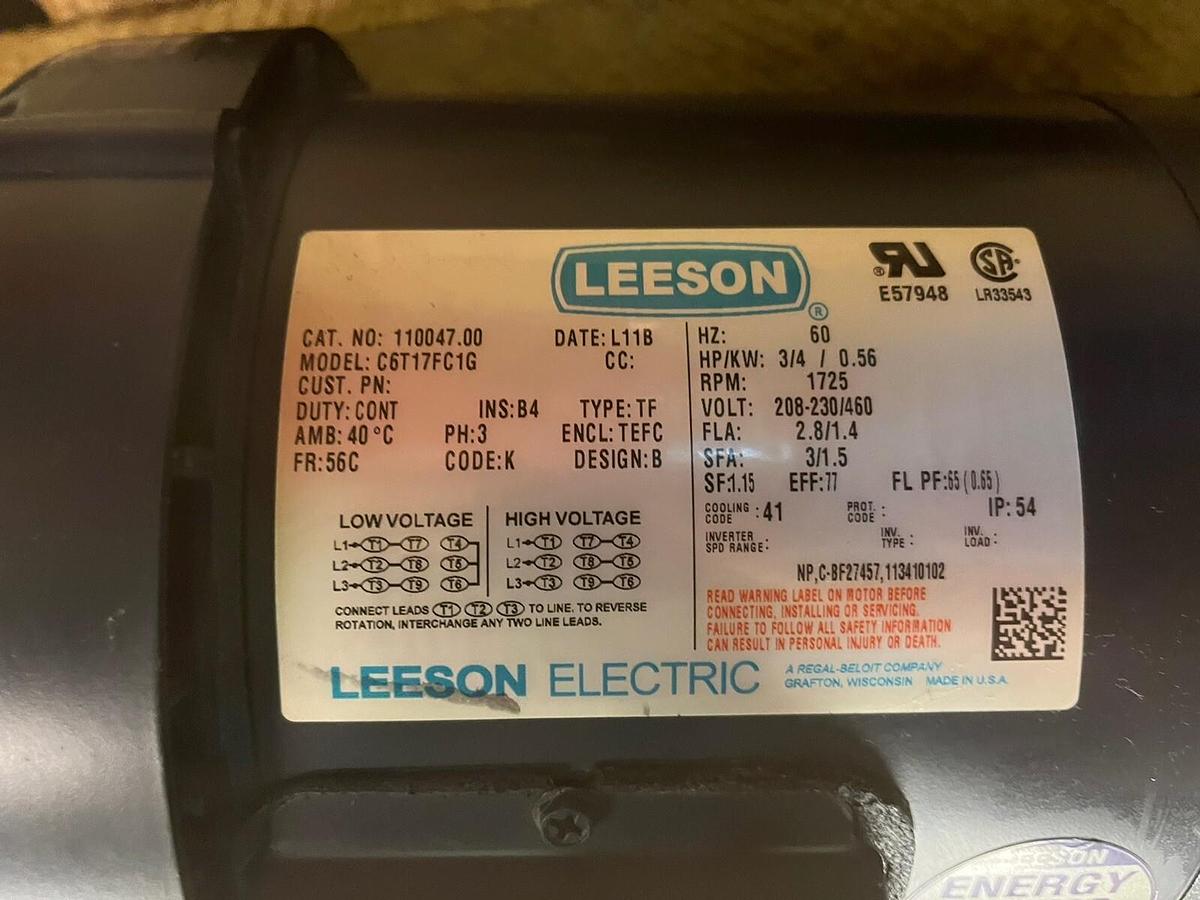 LEESON
®
E57948
SA
LR33543
CAT. NO: 110047.00 DATE: L11B
MODEL: C6T17FC1G CC:
CUST. PN:
DUTY: CONT INS:B4 TYPE: TF
AMB: 40°C PH:3 ENCL: TEFC
FR:56C CODE:K DESIGN:B
LOW VOLTAGE
L1 T1 T7 T4
L2 T2 T8 T5
L3 T3 T9 T6
HIGH VOLTAGE
L1 T1 T7 T4
L2 T2 T8 T5
L3 T3 T9 T6
CONNECT LEADS T1 T2 T3 TO LINE. TO REVERSE
ROTATION, INTERCHANGE ANY TWO LINE LEADS.
HZ: 60
HP/KW: 3/4 / 0.56
RPM: 1725
VOLT: 208-230/460
FLA: 2.8/1.4
SFA: 3/1.5
SF:1.15 EFF:77 FL PF:65 (0.65)
COOLING CODE : 41 PROT. CODE : IP: 54
INVERTER SPD RANGE : INV. TYPE : INV. LOAD :
NP,C-BF27457,113410102
READ WARNING LABEL ON MOTOR BEFORE
CONNECTING, INSTALLING OR SERVICING.
FAILURE TO FOLLOW ALL SAFETY INFORMATION
CAN RESULT IN PERSONAL INJURY OR DEATH.
LEESON ELECTRIC
A REGAL-BELOIT COMPANY
GRAFTON, WISCONSIN MADE IN U.S.A.
LEESON
ENERGY